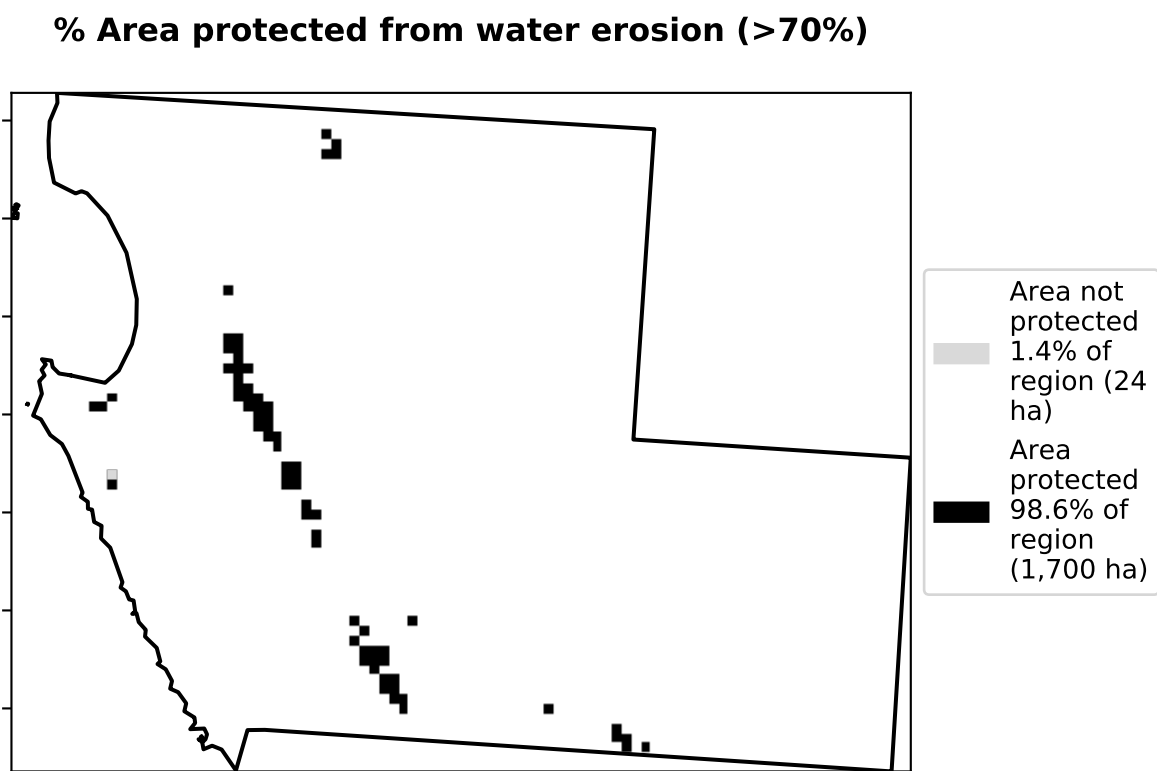 % Area protected from water erosion (>70%)
Area not
protected
1.4% of
region (24
ha)
Area
protected
98.6% of
region
(1,700 ha)